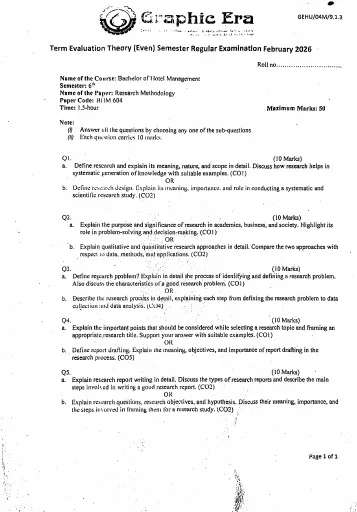 Graphic Era
GEHU/04M/9.1.3
Term Evaluation Theory (Even) Semester Regular Examination February 2026
Roll no..............................
Name of the Course: Bachelor of Hotel Management
Semester: 6th
Name of the Paper: Research Methodology
Paper Code: BHM 604
Time: 1.5-hour
Maximum Marks: 50
Note:
(i) Answer all the questions by choosing any one of the sub-questions
(ii) Each question carries 10 marks.
Q1. (10 Marks)
a. Define research and explain its meaning, nature, and scope in detail. Discuss how research helps in
systematic generation of knowledge with suitable examples. (CO1)
OR
b. Define research design. Explain its meaning, importance, and role in conducting a systematic and
scientific research study. (CO2)
Q2. (10 Marks)
a. Explain the purpose and significance of research in academics, business, and society. Highlight its
role in problem-solving and decision-making. (CO1)
OR
b. Explain qualitative and quantitative research approaches in detail. Compare the two approaches with
respect to data, methods, and applications. (CO2)
Q3. (10 Marks)
a. Define research problem? Explain in detail the process of identifying and defining a research problem.
Also discuss the characteristics of a good research problem. (CO1)
OR
b. Describe the research process in detail, explaining each step from defining the research problem to data
collection and data analysis. (CO4)
Q4. (10 Marks)
a. Explain the important points that should be considered while selecting a research topic and framing an
appropriate research title. Support your answer with suitable examples. (CO1)
OR
b. Define report drafting. Explain the meaning, objectives, and importance of report drafting in the
research process. (CO5)
Q5. (10 Marks)
a. Explain research report writing in detail. Discuss the types of research reports and describe the main
steps involved in writing a good research report. (CO2)
OR
b. Explain research questions, research objectives, and hypothesis. Discuss their meaning, importance, and
the steps involved in framing them for a research study. (CO2)
Page 1 of 1